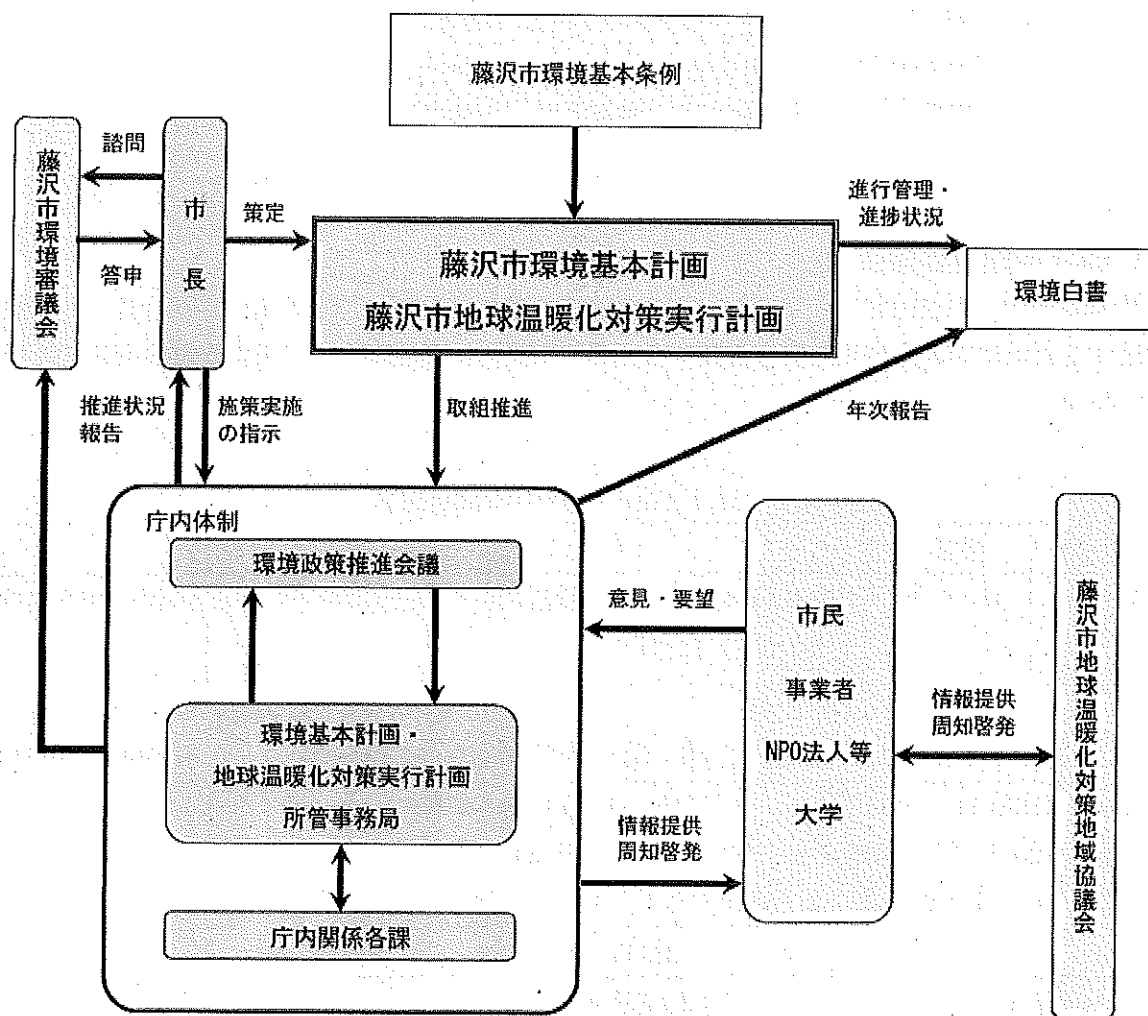 藤沢市環境基本条例
諮問
藤沢市環境審議会
市長
策定
答申
進行管理・
進捗状況
藤沢市環境基本計画
藤沢市地球温暖化対策実行計画
環境白書
推進状況
報告
施策実施
の指示
取組推進
年次報告
庁内体制
環境政策推進会議
環境基本計画・
地球温暖化対策実行計画
所管事務局
庁内関係各課
意見・要望
情報提供
周知啓発
市民
事業者
NPO法人等
大学
情報提供
周知啓発
藤沢市地球温暖化対策地域協議会